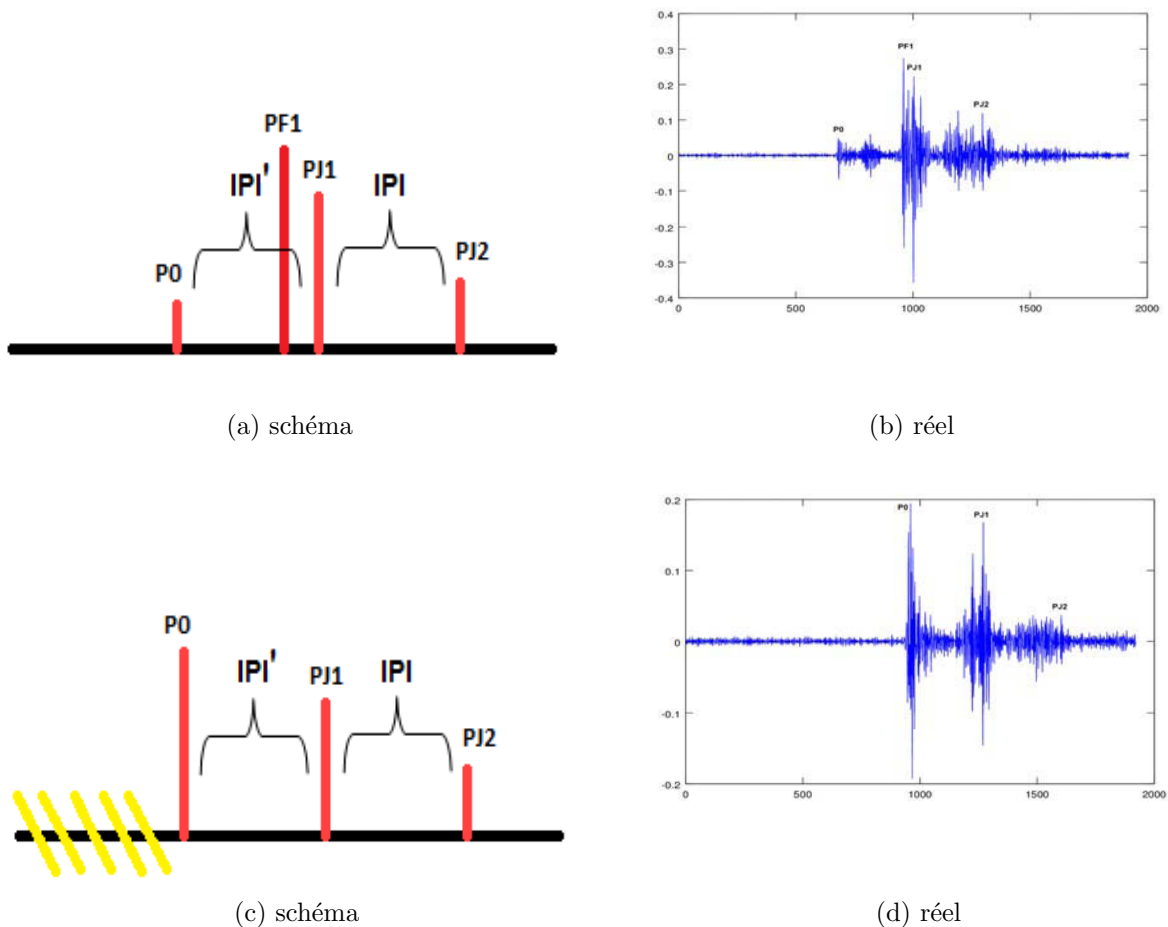 PF1
IPI'
PJ1
IPI
P0
PJ2
(a) schéma
0.4
0.3
0.2
0.1
0
-0.1
-0.2
-0.3
-0.4
PF1
PJ1
P0
PJ2
0 500 1000 1500 2000
(b) réel
P0
IPI'
PJ1
IPI
PJ2
(c) schéma
0.2
0.1
0
-0.1
-0.2
P0
PJ1
PJ2
0 500 1000 1500 2000
(d) réel